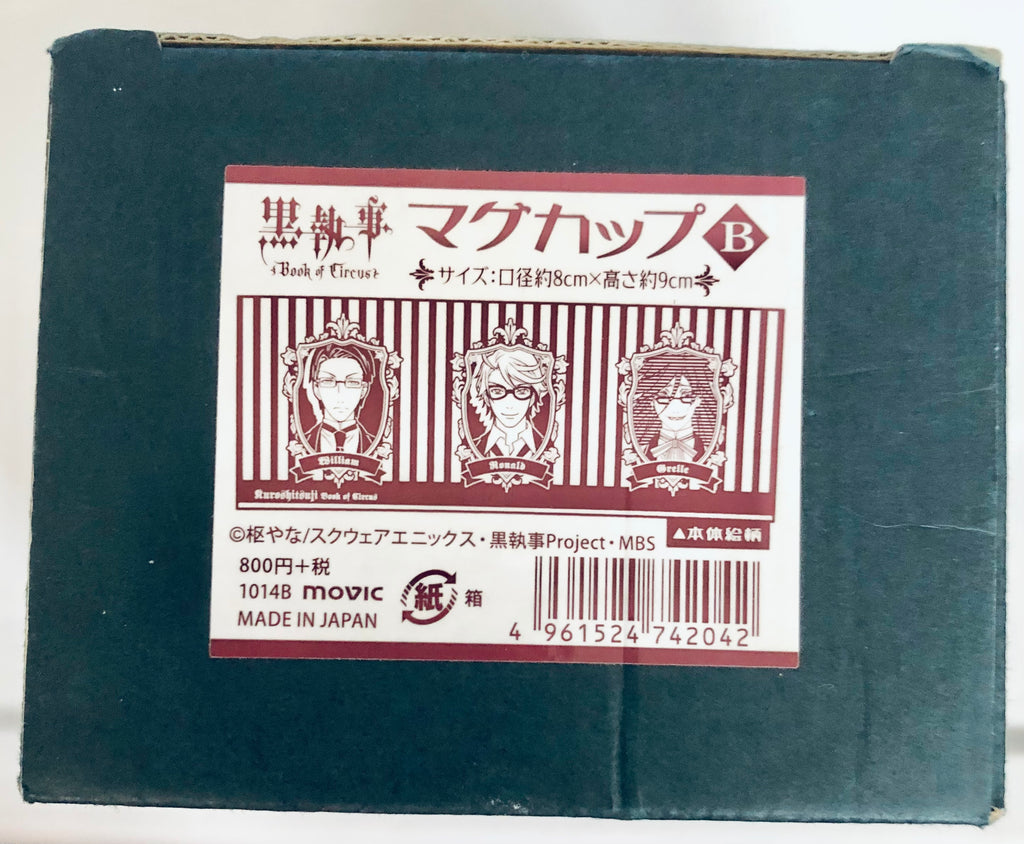 黒執事 マグカップ B
Book of Circus
サイズ:口径約8cm×高さ約9cm
William
Ronald
Grelle
Kuroshitsuji Book of Circus
©枢やな/スクウェアエニックス・黒執事Project・MBS
▲本体絵柄
800円+税
1014B movic
紙 箱
MADE IN JAPAN
4 961524 742042